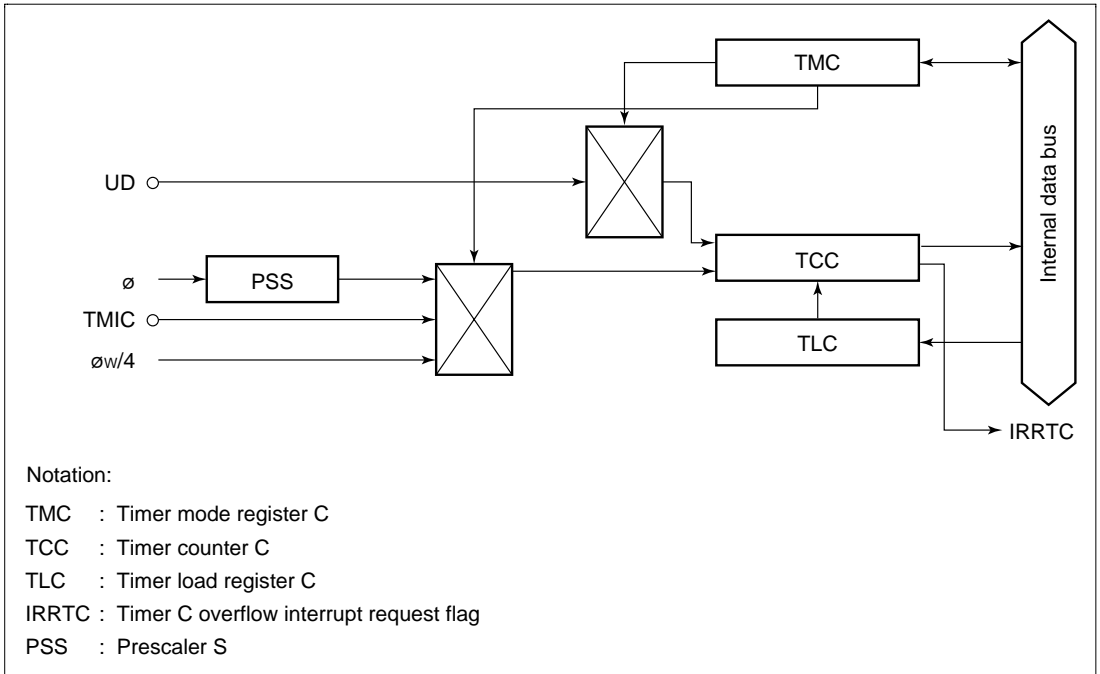 TMC
UD
TCC
Internal data bus
ø
PSS
TMIC
TLC
øw/4
IRRTC
Notation:
TMC : Timer mode register C
TCC : Timer counter C
TLC : Timer load register C
IRRTC : Timer C overflow interrupt request flag
PSS : Prescaler S